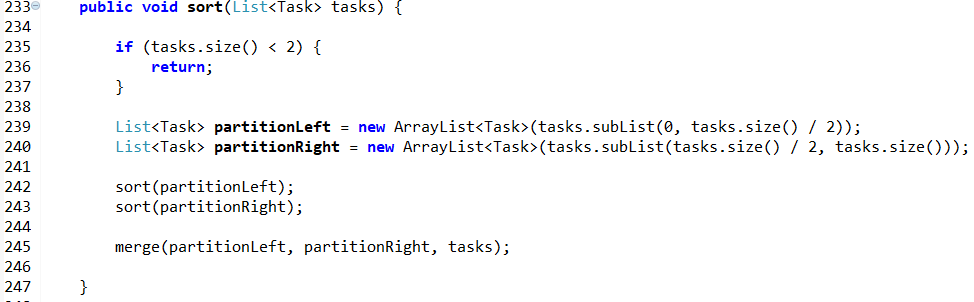 233 public void sort(List<Task> tasks) {
234
235 if (tasks.size() < 2) {
236 return;
237 }
238
239 List<Task> partitionLeft = new ArrayList<Task>(tasks.subList(0, tasks.size() / 2));
240 List<Task> partitionRight = new ArrayList<Task>(tasks.subList(tasks.size() / 2, tasks.size()));
241
242 sort(partitionLeft);
243 sort(partitionRight);
244
245 merge(partitionLeft, partitionRight, tasks);
246
247 }